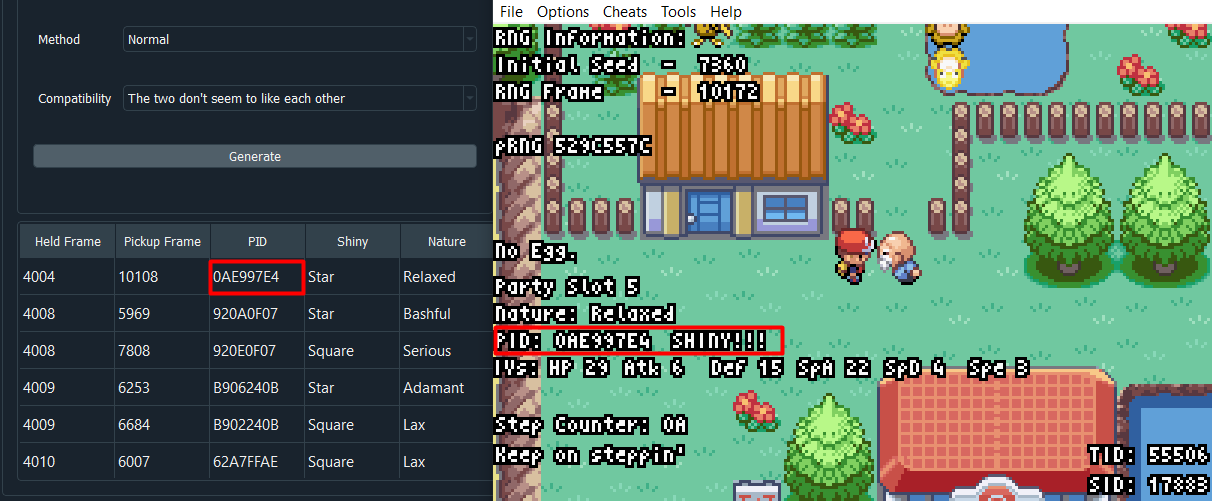 Method Normal
Compatibility The two don't seem to like each other
Generate
Held Frame Pickup Frame PID Shiny Nature
4004 10108 0AE997E4 Star Relaxed
4008 5969 920A0F07 Star Bashful
4008 7808 920E0F07 Square Serious
4009 6253 B906240B Star Adamant
4009 6684 B902240B Square Lax
4010 6007 62A7FFAE Square Lax
File Options Cheats Tools Help
RNG Information:
Initial Seed - 7380
RNG Frame - 10172
pRNG 529C557C
No Egg.
Party Slot 5
Nature: Relaxed
PID: 0AE997E4 SHINY!!!
IVs: HP 29 Atk 6 Def 15 SpA 22 SpD 4 Spe 3
Step Counter: 0A
Keep on steppin'
TID: 55506
SID: 17883